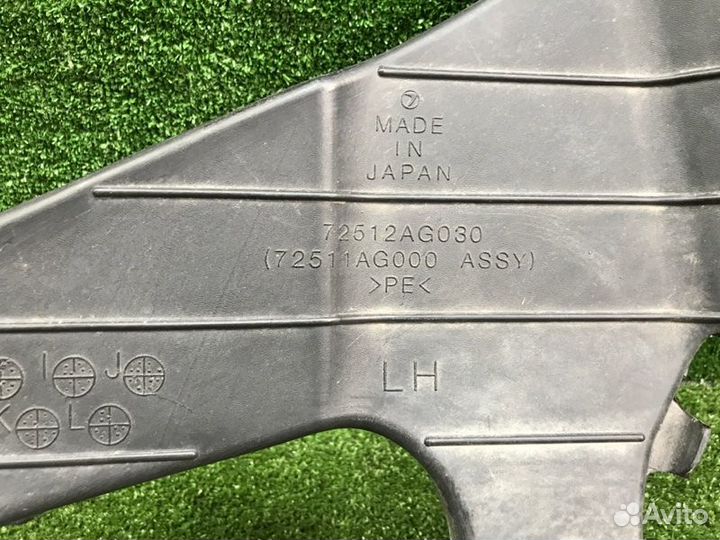 MADE
IN
JAPAN
72512AG030
(72511AG000 ASSY)
>PE<
LH
I J
K L
Avito